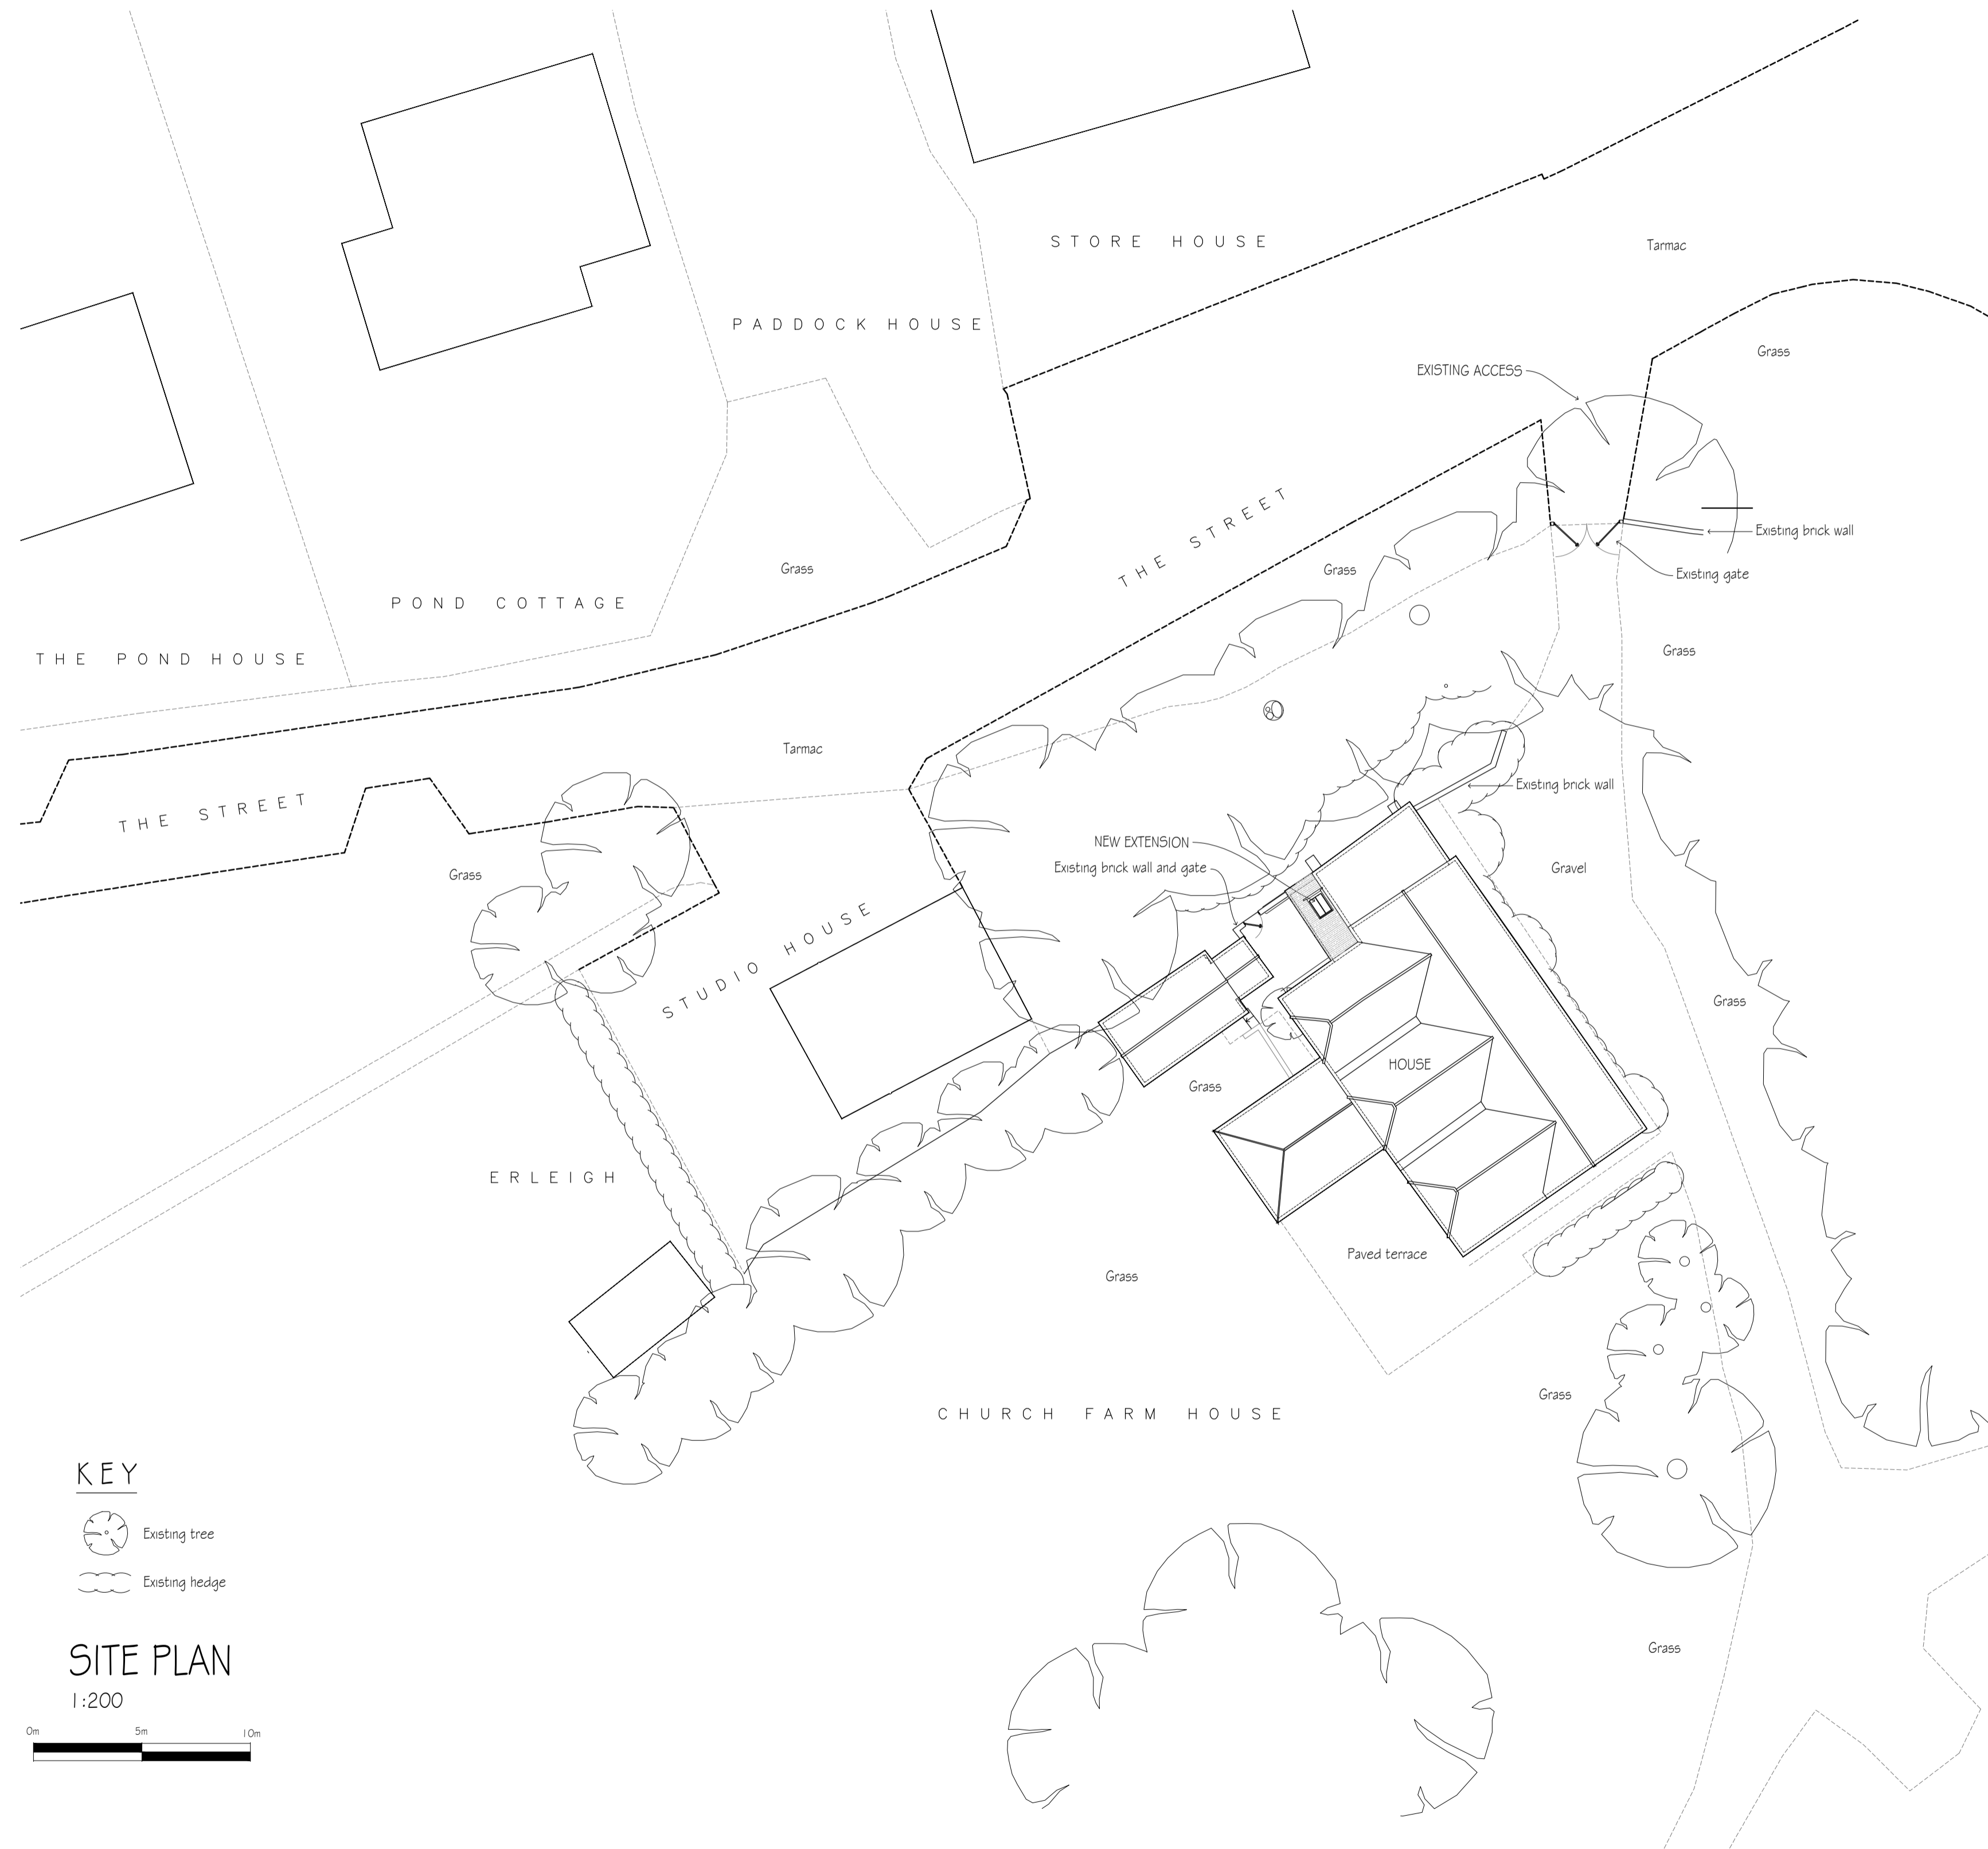 STORE HOUSE
Tarmac
PADDOCK HOUSE
Grass
EXISTING ACCESS
THE STREET
Existing brick wall
Grass
Grass
Existing gate
POND COTTAGE
THE POND HOUSE
Grass
Tarmac
Existing brick wall
THE STREET
NEW EXTENSION
Existing brick wall and gate
Gravel
Grass
STUDIO HOUSE
Grass
HOUSE
Grass
ERLEIGH
Paved terrace
Grass
Grass
CHURCH FARM HOUSE
KEY
Existing tree
Existing hedge
Grass
SITE PLAN
1:200
0m 5m 10m